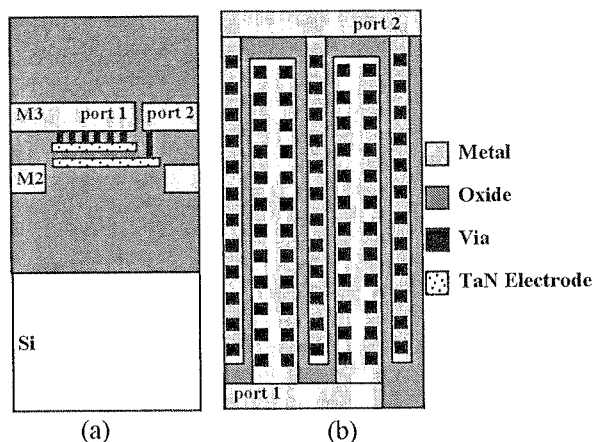 port 2
M3
port 1
port 2
M2
Si
port 1
Metal
Oxide
Via
TaN Electrode
(a)
(b)